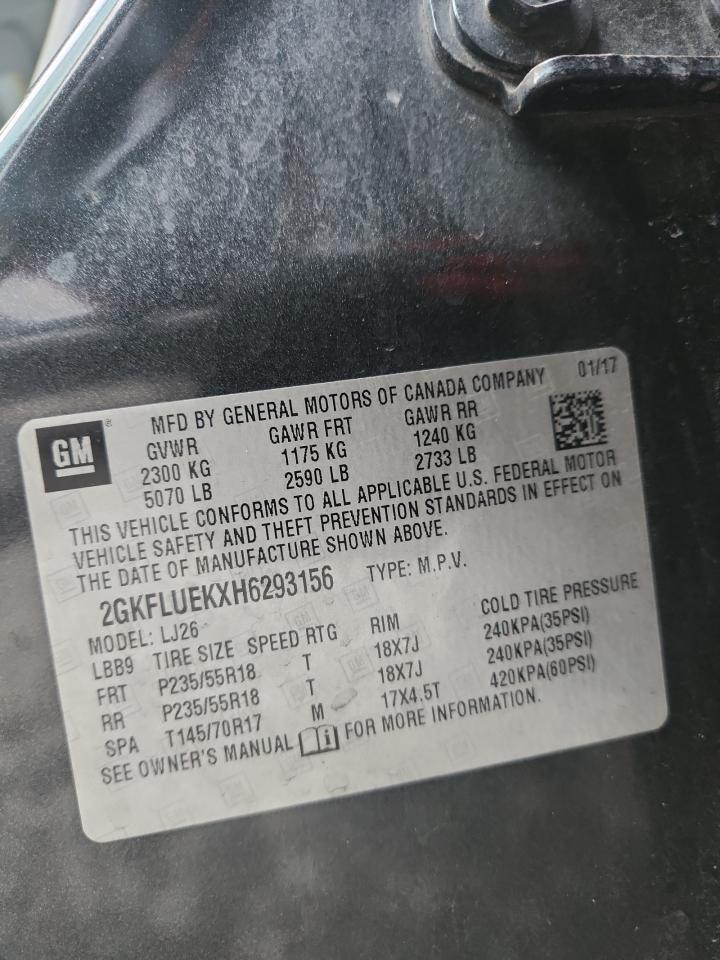 GM ® MFD BY GENERAL MOTORS OF CANADA COMPANY 01/17
GVWR GAWR FRT GAWR RR
2300 KG 1175 KG 1240 KG
5070 LB 2590 LB 2733 LB
THIS VEHICLE CONFORMS TO ALL APPLICABLE U.S. FEDERAL MOTOR
VEHICLE SAFETY AND THEFT PREVENTION STANDARDS IN EFFECT ON
THE DATE OF MANUFACTURE SHOWN ABOVE.
2GKFLUEKXH6293156 TYPE: M.P.V.
MODEL: LJ26
LBB9 TIRE SIZE SPEED RTG RIM COLD TIRE PRESSURE
FRT P235/55R18 T 18X7J 240KPA(35PSI)
RR P235/55R18 T 18X7J 240KPA(35PSI)
SPA T145/70R17 M 17X4.5T 420KPA(60PSI)
SEE OWNER'S MANUAL i FOR MORE INFORMATION.